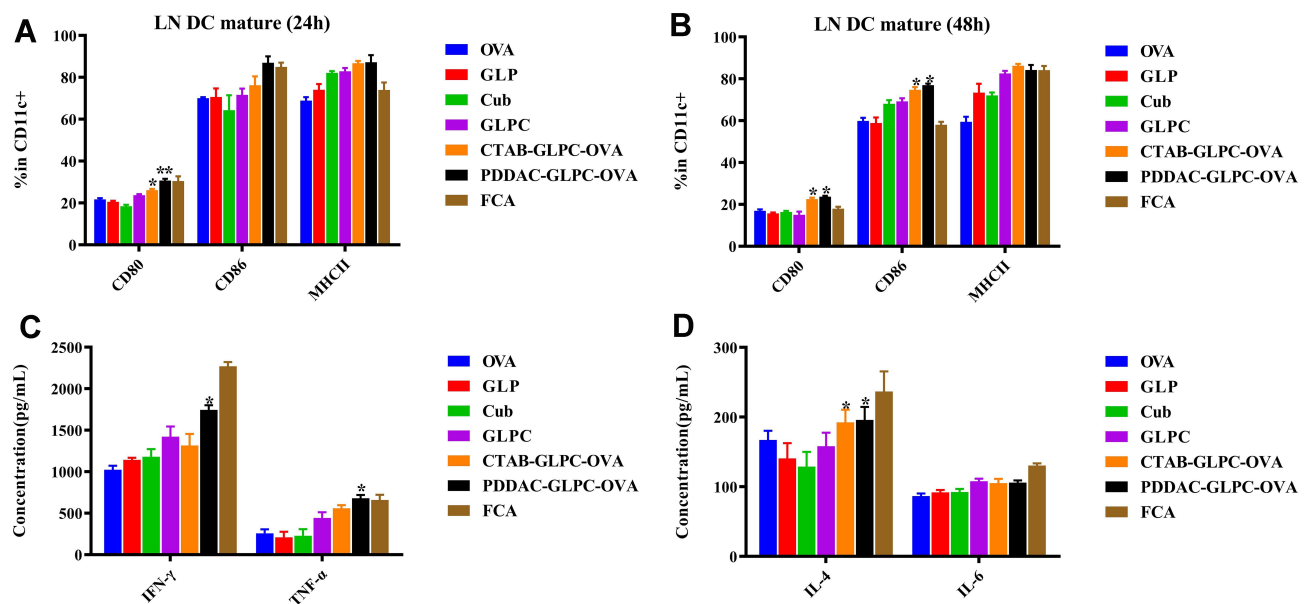 A
LN DC mature (24h)
%in CD11c+
100
80
60
40
20
0
*
**
CD80
CD86
MHCII
OVA
GLP
Cub
GLPC
CTAB-GLPC-OVA
PDDAC-GLPC-OVA
FCA
B
LN DC mature (48h)
%in CD11c+
100
80
60
40
20
0
* *
* *
CD80
CD86
MHCII
OVA
GLP
Cub
GLPC
CTAB-GLPC-OVA
PDDAC-GLPC-OVA
FCA
C
Concentration(pg/mL)
2500
2000
1500
1000
500
0
*
*
IFN-γ
TNF-α
OVA
GLP
Cub
GLPC
CTAB-GLPC-OVA
PDDAC-GLPC-OVA
FCA
D
Concentration(pg/mL)
300
200
100
0
* *
IL-4
IL-6
OVA
GLP
Cub
GLPC
CTAB-GLPC-OVA
PDDAC-GLPC-OVA
FCA